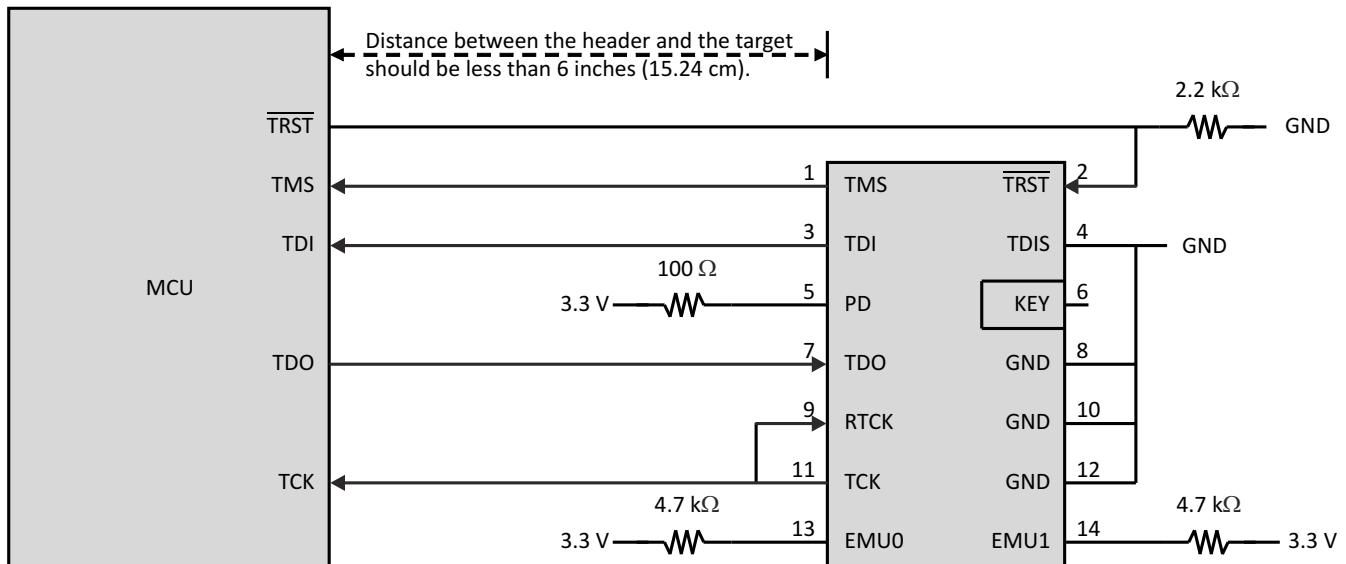 Distance between the header and the target
should be less than 6 inches (15.24 cm).
2.2 kΩ
TRST
GND
TMS
1
TMS
TRST
2
TDI
3
TDI
TDIS
4
GND
MCU
100 Ω
3.3 V
5
PD
KEY
6
TDO
7
TDO
GND
8
9
RTCK
GND
10
TCK
11
TCK
GND
12
4.7 kΩ
4.7 kΩ
3.3 V
13
EMU0
EMU1
14
3.3 V